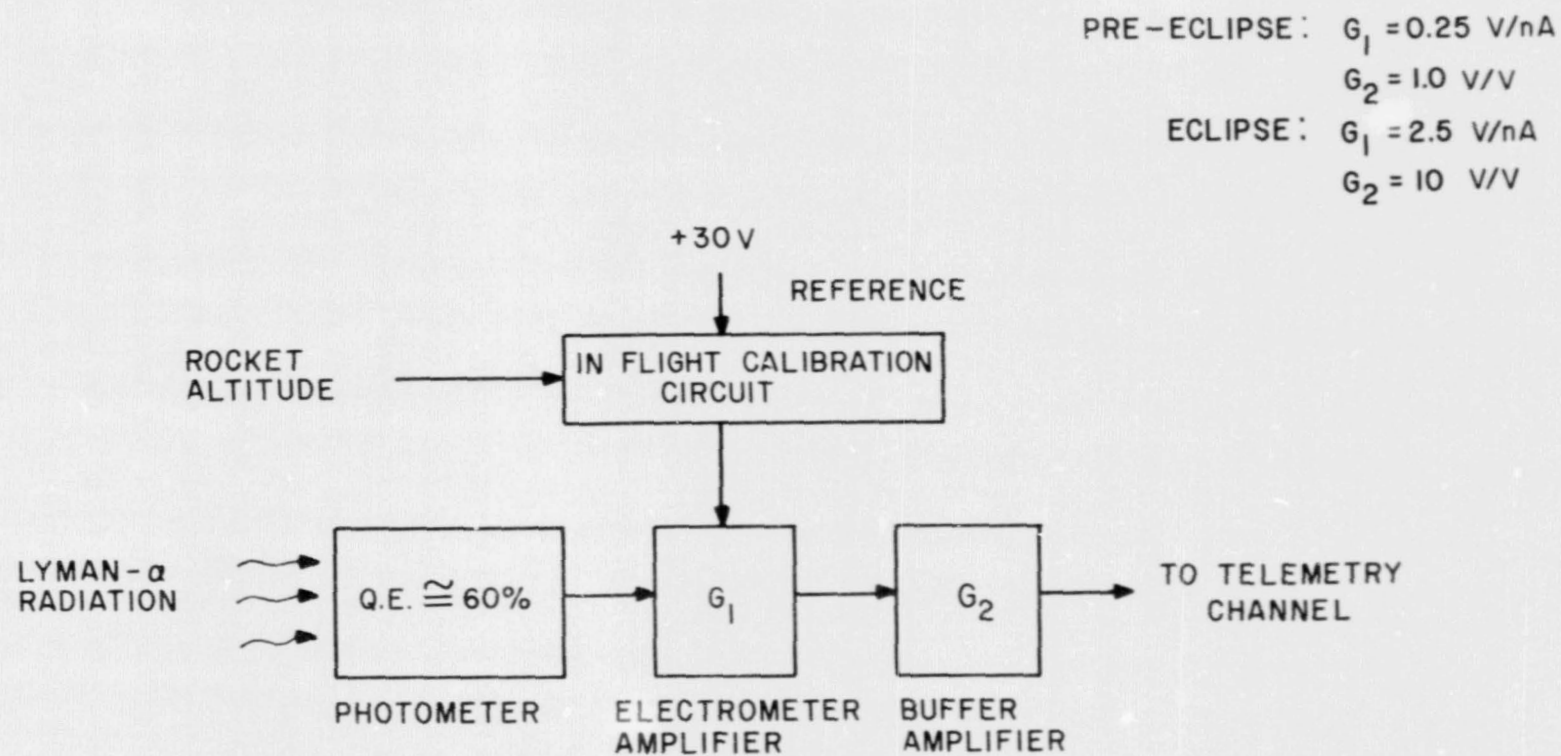 PRE-ECLIPSE: G₁ = 0.25 V/nA
G₂ = 1.0 V/V
ECLIPSE: G₁ = 2.5 V/nA
G₂ = 10 V/V
+30V
REFERENCE
ROCKET
ALTITUDE
IN FLIGHT CALIBRATION
CIRCUIT
LYMAN-α
RADIATION
Q.E. ≅ 60%
G₁
G₂
TO TELEMETRY
CHANNEL
PHOTOMETER
ELECTROMETER
AMPLIFIER
BUFFER
AMPLIFIER